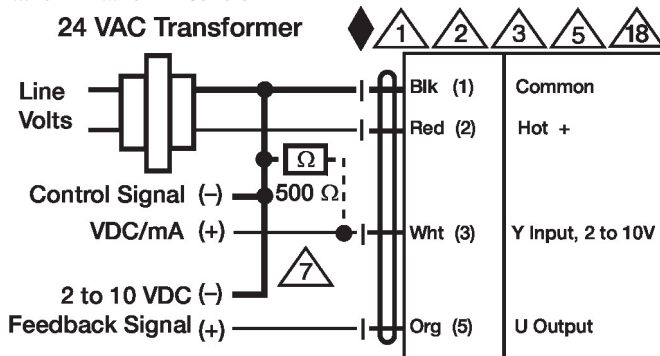 24 VAC Transformer
1 2 3 5 18
Line
Volts
Blk (1) Common
Red (2) Hot +
Ω
500 Ω
Control Signal (–)
VDC/mA (+)
Wht (3) Y Input, 2 to 10V
7
2 to 10 VDC (–)
Feedback Signal (+)
Org (5) U Output